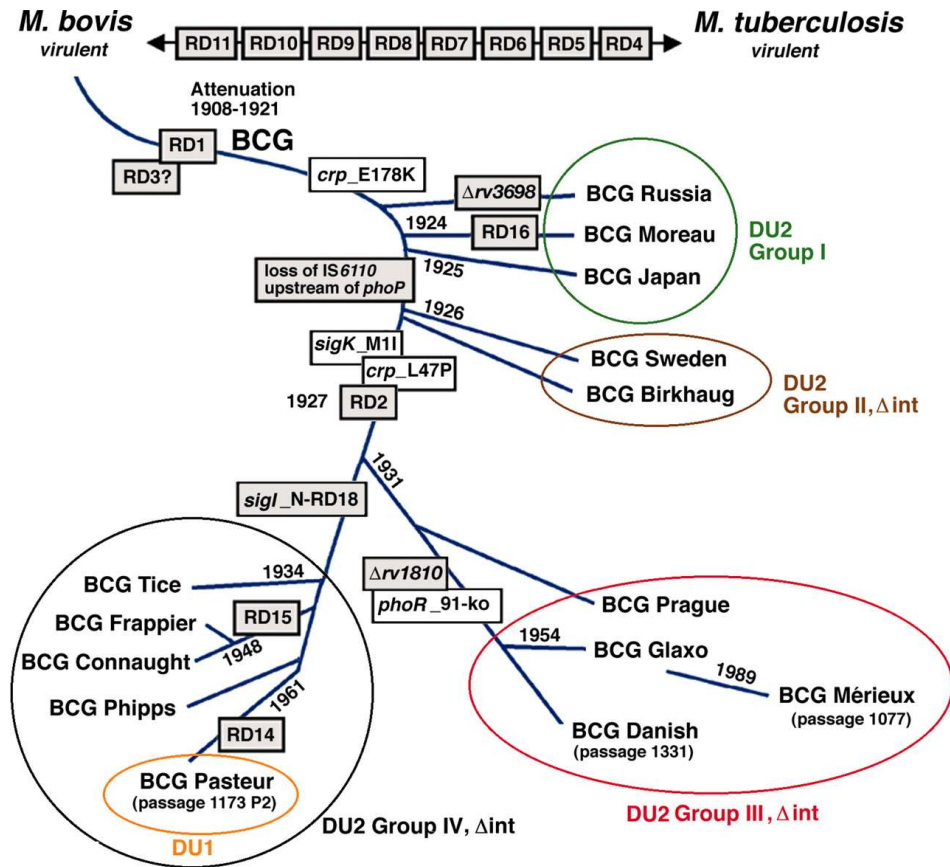 M. bovis
virulent
RD11 RD10 RD9 RD8 RD7 RD6 RD5 RD4
M. tuberculosis
virulent
Attenuation
1908-1921
RD1
BCG
RD3?
crp_E178K
Δrv3698
BCG Russia
1924
RD16
BCG Moreau
DU2
Group I
1925
BCG Japan
loss of IS6110
upstream of phoP
1926
sigK_M1I
BCG Sweden
crp_L47P
BCG Birkhaug
DU2
Group II, Δint
1927
RD2
1931
sigI_N-RD18
1934
BCG Tice
Δrv1810
phoR_91-ko
BCG Prague
RD15
BCG Frappier
1948
BCG Connaught
1954
BCG Glaxo
1989
BCG Mérieux
(passage 1077)
1961
BCG Phipps
RD14
BCG Danish
(passage 1331)
BCG Pasteur
(passage 1173 P2)
DU1
DU2 Group IV, Δint
DU2 Group III, Δint